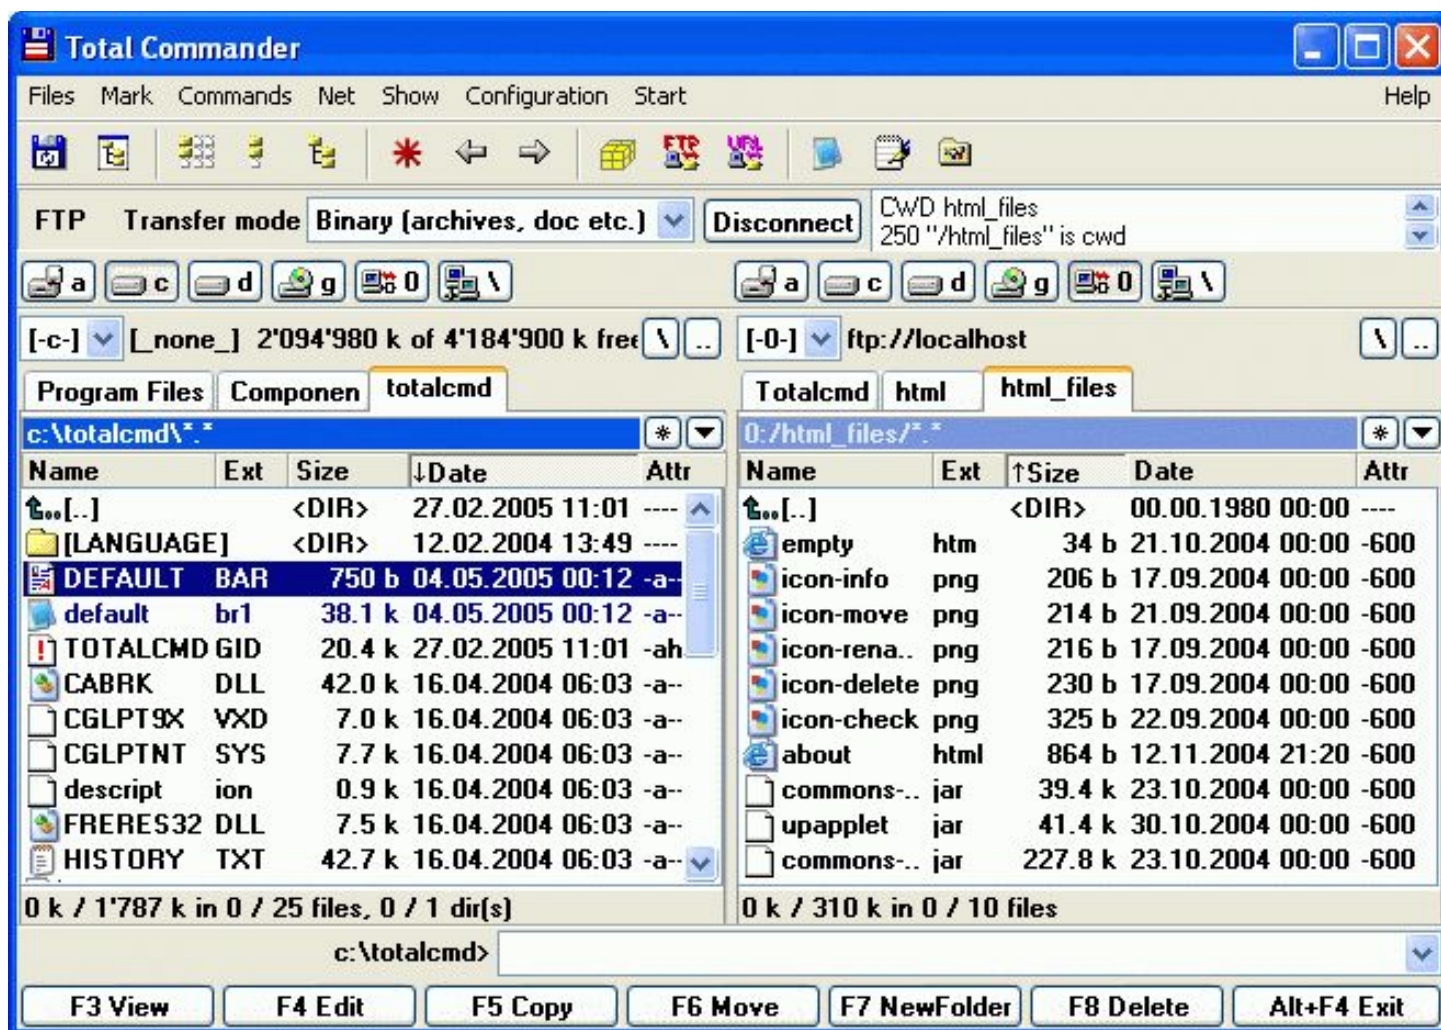 Total Commander
Files Mark Commands Net Show Configuration Start Help
FTP URL
FTP Transfer mode Binary (archives, doc etc.) Disconnect CWD html_files
250 "/html_files" is cwd
a c d g 0 \ a c d g 0 \
[-c-] [_none_] 2'094'980 k of 4'184'900 k free \ .. [-0-] ftp://localhost \ ..
Program Files Componen totalcmd Totalcmd html html_files
c:\totalcmd\*.* * 0:/html_files/*.* *
Name Ext Size ↓Date Attr Name Ext ↑Size Date Attr
[..] <DIR> 27.02.2005 11:01 ---- [..] <DIR> 00.00.1980 00:00 ----
[LANGUAGE] <DIR> 12.02.2004 13:49 ---- empty htm 34 b 21.10.2004 00:00 -600
DEFAULT BAR 750 b 04.05.2005 00:12 -a-- icon-info png 206 b 17.09.2004 00:00 -600
default br1 38.1 k 04.05.2005 00:12 -a-- icon-move png 214 b 21.09.2004 00:00 -600
TOTALCMD GID 20.4 k 27.02.2005 11:01 -ah- icon-rena.. png 216 b 17.09.2004 00:00 -600
CABRK DLL 42.0 k 16.04.2004 06:03 -a-- icon-delete png 230 b 17.09.2004 00:00 -600
CGLPT9X VXD 7.0 k 16.04.2004 06:03 -a-- icon-check png 325 b 22.09.2004 00:00 -600
CGLPTNT SYS 7.7 k 16.04.2004 06:03 -a-- about html 864 b 12.11.2004 21:20 -600
descript ion 0.9 k 16.04.2004 06:03 -a-- commons-.. jar 39.4 k 23.10.2004 00:00 -600
FRERES32 DLL 7.5 k 16.04.2004 06:03 -a-- upapplet jar 41.4 k 30.10.2004 00:00 -600
HISTORY TXT 42.7 k 16.04.2004 06:03 -a-- commons-.. jar 227.8 k 23.10.2004 00:00 -600
0 k / 1'787 k in 0 / 25 files, 0 / 1 dir(s) 0 k / 310 k in 0 / 10 files
c:\totalcmd>
F3 View F4 Edit F5 Copy F6 Move F7 NewFolder F8 Delete Alt+F4 Exit